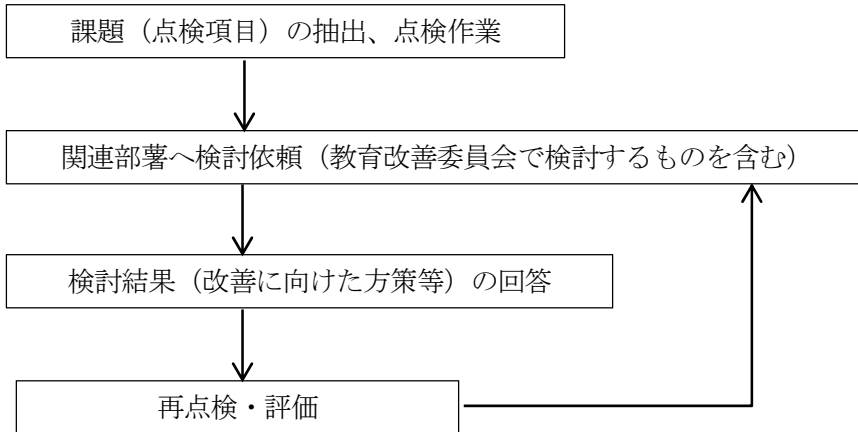 課題（点検項目）の抽出、点検作業
関連部署へ検討依頼（教育改善委員会で検討するものを含む）
検討結果（改善に向けた方策等）の回答
再点検・評価